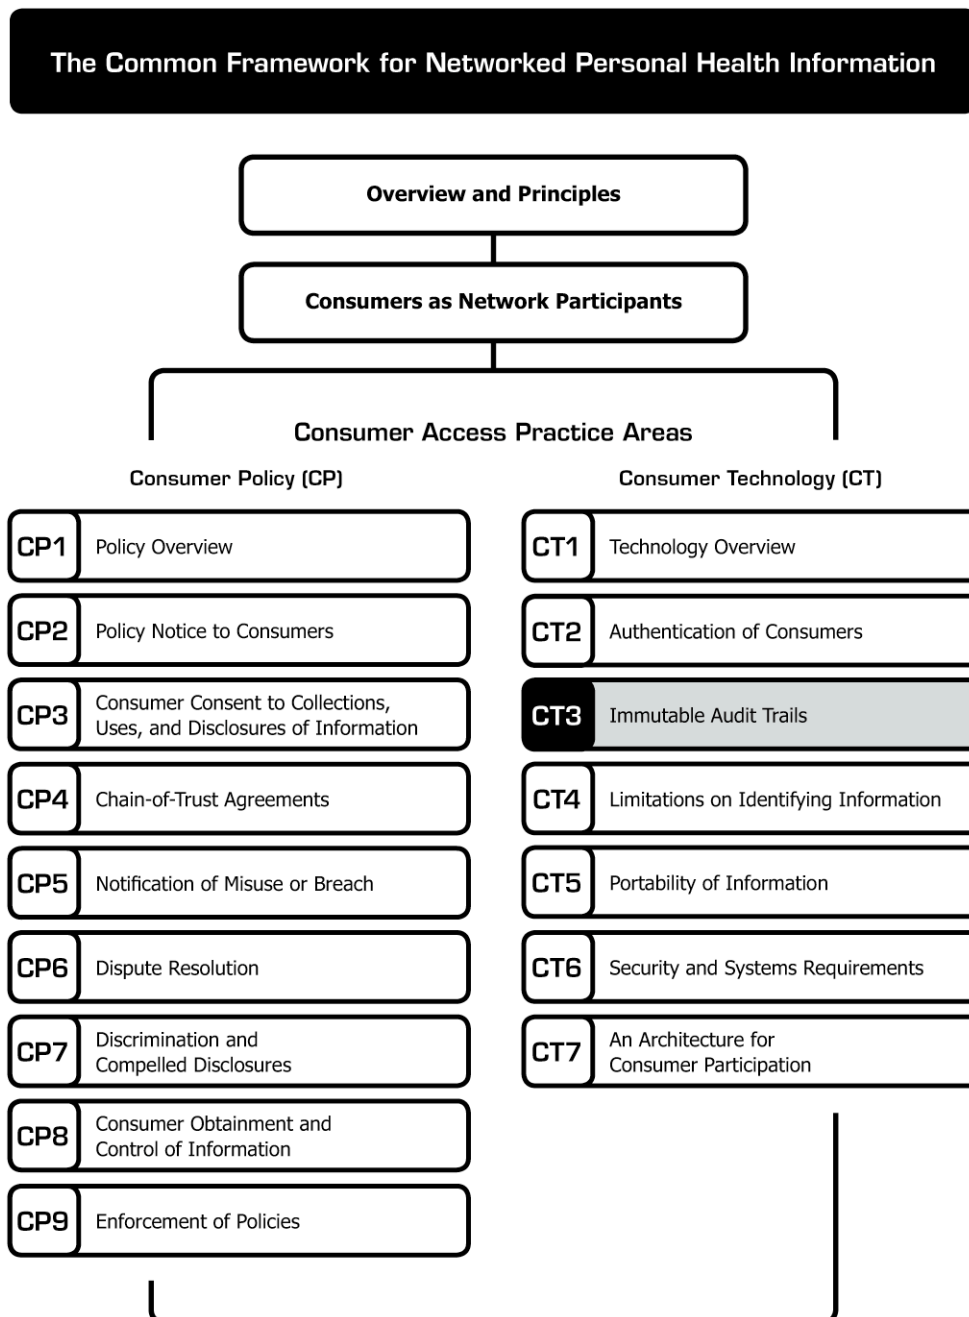 The Common Framework for Networked Personal Health Information
Overview and Principles
Consumers as Network Participants
Consumer Access Practice Areas
Consumer Policy (CP)
CP1 Policy Overview
CP2 Policy Notice to Consumers
CP3 Consumer Consent to Collections,
Uses, and Disclosures of Information
CP4 Chain-of-Trust Agreements
CP5 Notification of Misuse or Breach
CP6 Dispute Resolution
CP7 Discrimination and
Compelled Disclosures
CP8 Consumer Obtainment and
Control of Information
CP9 Enforcement of Policies
Consumer Technology (CT)
CT1 Technology Overview
CT2 Authentication of Consumers
CT3 Immutable Audit Trails
CT4 Limitations on Identifying Information
CT5 Portability of Information
CT6 Security and Systems Requirements
CT7 An Architecture for
Consumer Participation